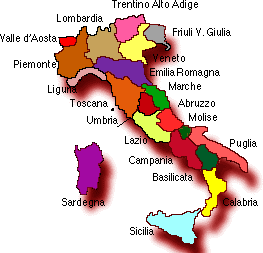 Trentino Alto Adige
Lombardia
Friuli V. Giulia
Valle d'Aosta
Veneto
Piemonte
Emilia Romagna
Liguria
Marche
Toscana
Abruzzo
Umbria
Molise
Lazio
Puglia
Campania
Basilicata
Sardegna
Calabria
Sicilia